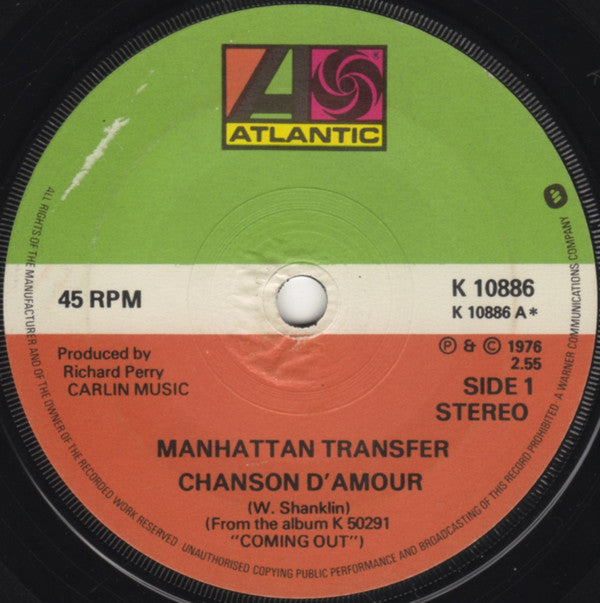 ATLANTIC
45 RPM
K 10886
K 10886 A*
Produced by
Richard Perry
CARLIN MUSIC
℗ & © 1976
2.55
SIDE 1
STEREO
MANHATTAN TRANSFER
CHANSON D'AMOUR
(W. Shanklin)
(From the album K 50291
"COMING OUT")
ALL RIGHTS OF THE MANUFACTURER AND OF THE OWNER OF THE RECORDED WORK RESERVED. UNAUTHORISED COPYING PUBLIC PERFORMANCE AND BROADCASTING OF THIS RECORD PROHIBITED · A WARNER COMMUNICATIONS COMPANY